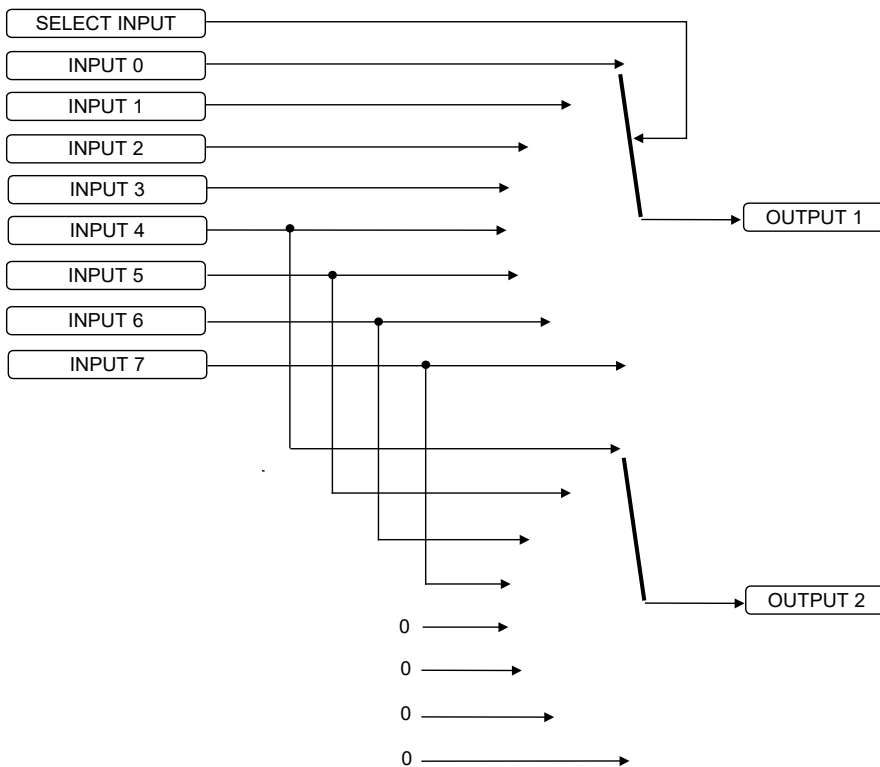 SELECT INPUT
INPUT 0
INPUT 1
INPUT 2
INPUT 3
INPUT 4
OUTPUT 1
INPUT 5
INPUT 6
INPUT 7
OUTPUT 2
0
0
0
0